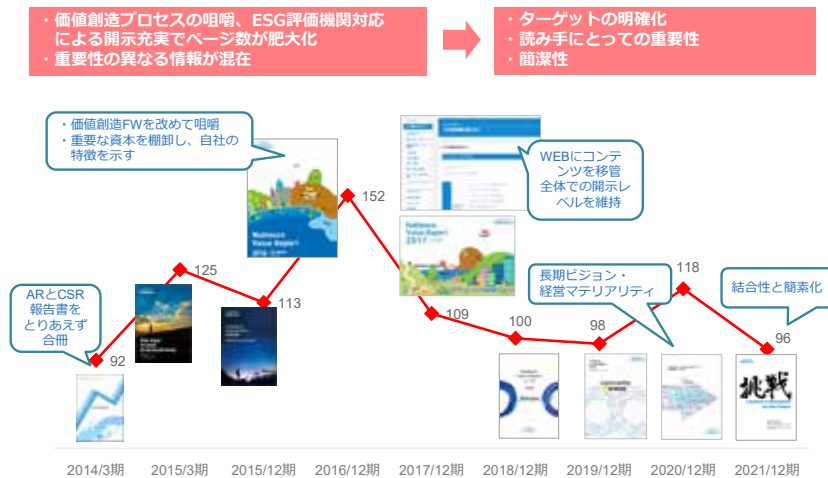 ・価値創造プロセスの咀嚼、ESG評価機関対応
による開示充実でページ数が肥大化
・重要性の異なる情報が混在
・ターゲットの明確化
・読み手にとっての重要性
・簡潔性
・価値創造FWを改めて咀嚼
・重要な資本を棚卸し、自社の
特徴を示す
WEBにコンテ
ンツを移管
全体での開示レ
ベルを維持
152
125
113
ARとCSR
報告書を
とりあえず
合冊
92
Nabtesco
Value Report
2017
109
100
98
長期ビジョン・
経営マテリアリティ
118
結合性と簡素化
96
挑戦
2014/3期
2015/3期
2015/12期
2016/12期
2017/12期
2018/12期
2019/12期
2020/12期
2021/12期